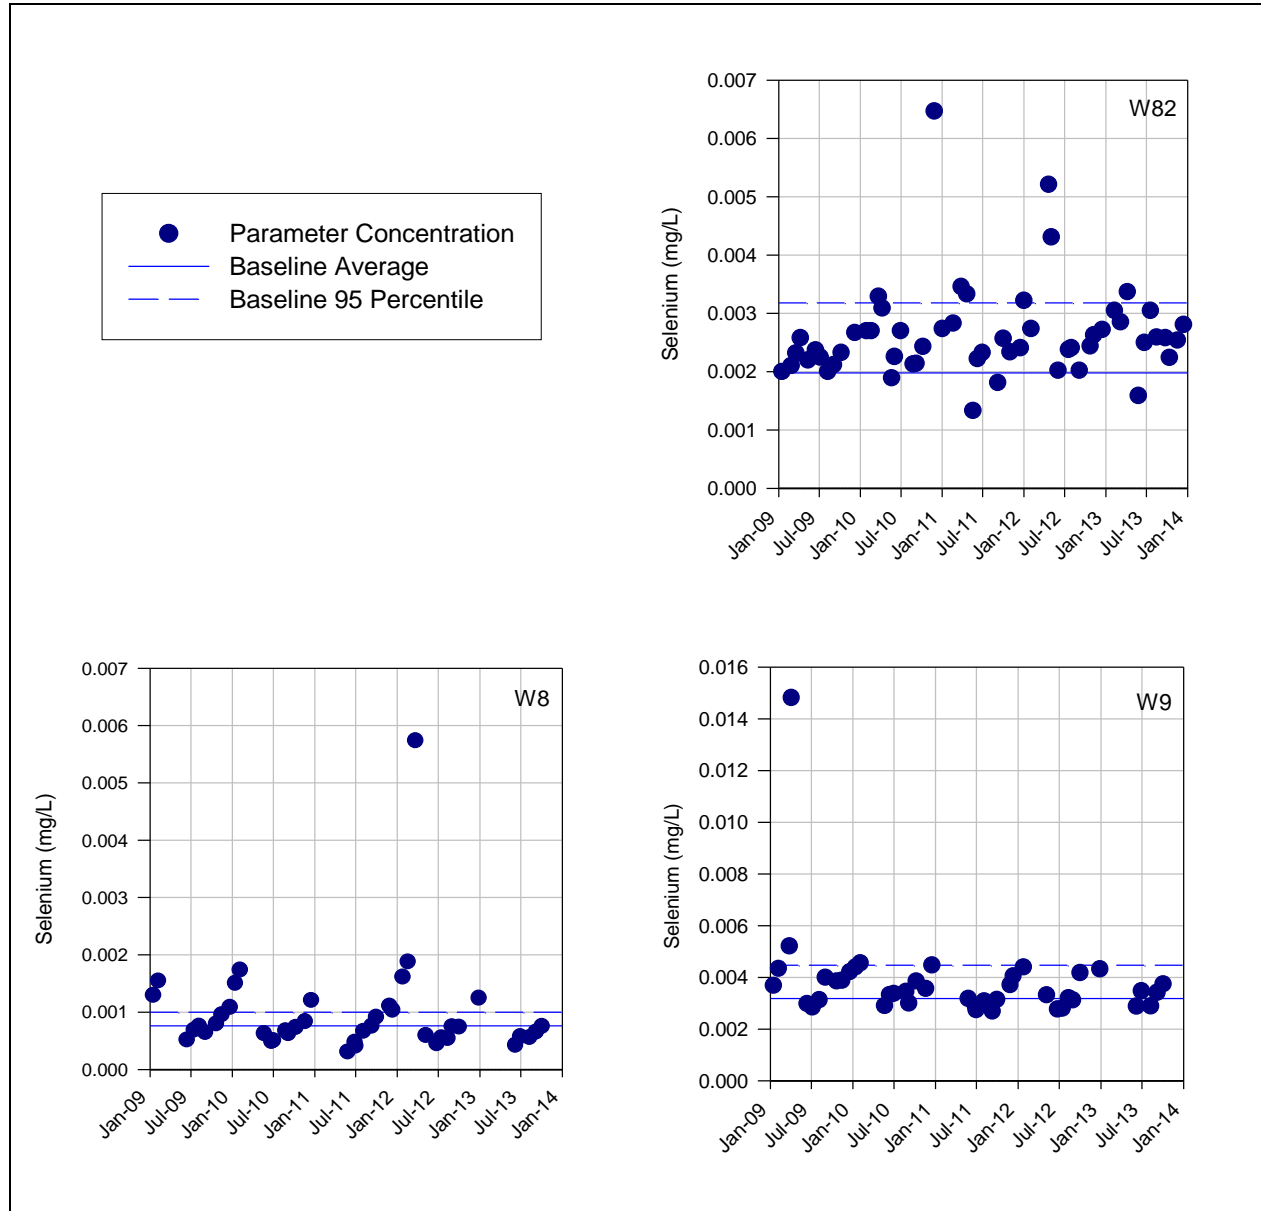 Parameter Concentration
Baseline Average
Baseline 95 Percentile
W82
Selenium (mg/L)
0.007
0.006
0.005
0.004
0.003
0.002
0.001
0.000
Jan-09
Jul-09
Jan-10
Jul-10
Jan-11
Jul-11
Jan-12
Jul-12
Jan-13
Jul-13
Jan-14
W8
Selenium (mg/L)
0.007
0.006
0.005
0.004
0.003
0.002
0.001
0.000
Jan-09
Jul-09
Jan-10
Jul-10
Jan-11
Jul-11
Jan-12
Jul-12
Jan-13
Jul-13
Jan-14
W9
Selenium (mg/L)
0.016
0.014
0.012
0.010
0.008
0.006
0.004
0.002
0.000
Jan-09
Jul-09
Jan-10
Jul-10
Jan-11
Jul-11
Jan-12
Jul-12
Jan-13
Jul-13
Jan-14